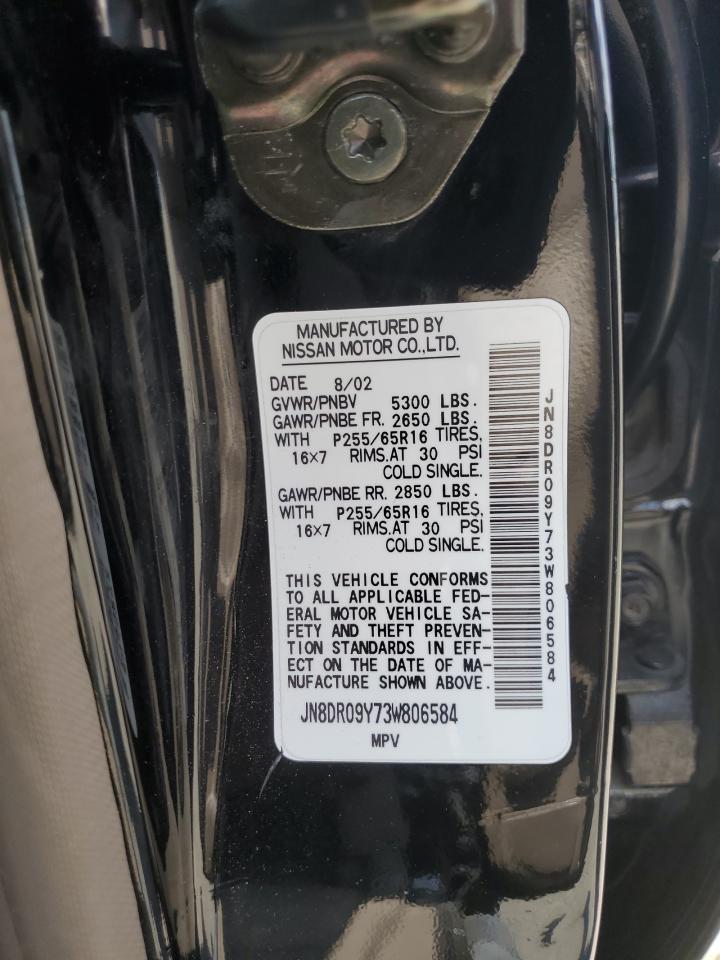 MANUFACTURED BY
NISSAN MOTOR CO.,LTD.
DATE 8/02
GVWR/PNBV 5300 LBS.
GAWR/PNBE FR. 2650 LBS.
WITH P255/65R16 TIRES,
16×7 RIMS.AT 30 PSI
COLD SINGLE.
GAWR/PNBE RR. 2850 LBS.
WITH P255/65R16 TIRES,
16×7 RIMS.AT 30 PSI
COLD SINGLE.
THIS VEHICLE CONFORMS
TO ALL APPLICABLE FED-
ERAL MOTOR VEHICLE SA-
FETY AND THEFT PREVEN-
TION STANDARDS IN EFF-
ECT ON THE DATE OF MA-
NUFACTURE SHOWN ABOVE.
JN8DR09Y73W806584
MPV
JN8DR09Y73W806584